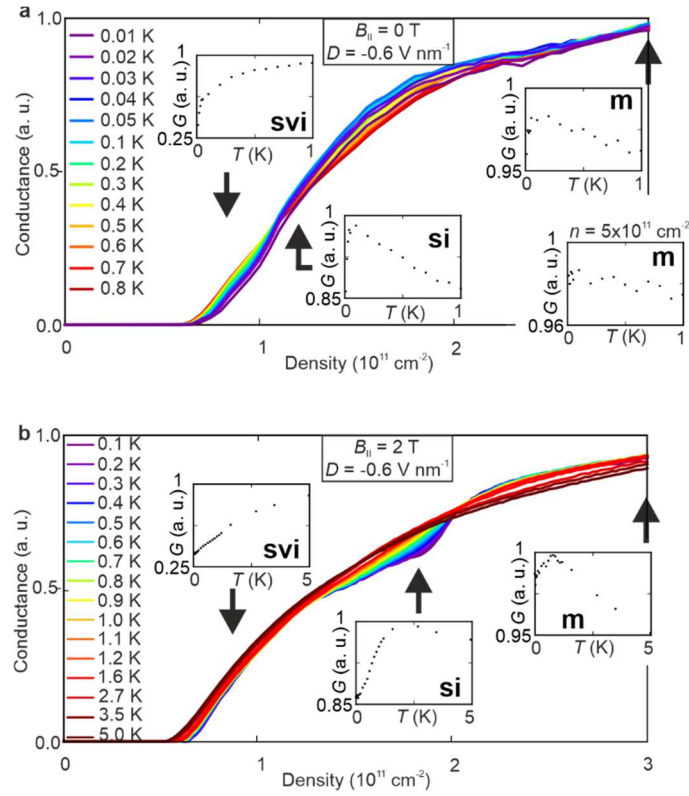 a
B|| = 0 T
D = -0.6 V nm-1
1.0
0.5
0.0
Conductance (a. u.)
0.01 K
0.02 K
0.03 K
0.04 K
0.05 K
0.1 K
0.2 K
0.3 K
0.4 K
0.5 K
0.6 K
0.7 K
0.8 K
1
G (a. u.)
0.25
svi
0
T (K)
1
1
G (a. u.)
0.85
si
0
T (K)
1
1
G (a. u.)
0.95
m
0
T (K)
1
n = 5x10^11 cm-2
1
G (a. u.)
0.96
m
0
T (K)
1
0
1
2
Density (10^11 cm-2)
b
B|| = 2 T
D = -0.6 V nm-1
1.0
0.5
0.0
Conductance (a. u.)
0.1 K
0.2 K
0.3 K
0.4 K
0.5 K
0.6 K
0.7 K
0.8 K
0.9 K
1.0 K
1.1 K
1.2 K
1.6 K
2.7 K
3.5 K
5.0 K
1
G (a. u.)
0.25
svi
0
T (K)
5
1
G (a. u.)
0.85
si
0
T (K)
5
1
G (a. u.)
0.95
m
0
T (K)
5
0
1
2
3
Density (10^11 cm-2)